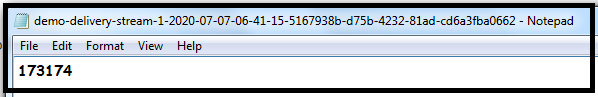 demo-delivery-stream-1-2020-07-07-06-41-15-5167938b-d75b-4232-81ad-cd6a3fba0662 - Notepad
File Edit Format View Help
173174